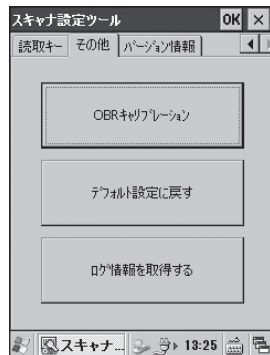 スキャナ設定ツール OK ×
読取キー その他 ﾊﾞｰｼﾞｮﾝ情報
OBRｷｬﾘﾌﾞﾚｰｼｮﾝ
ﾃﾞﾌｫﾙﾄ設定に戻す
ﾛｸﾞ情報を取得する
スキャナ... 13:25